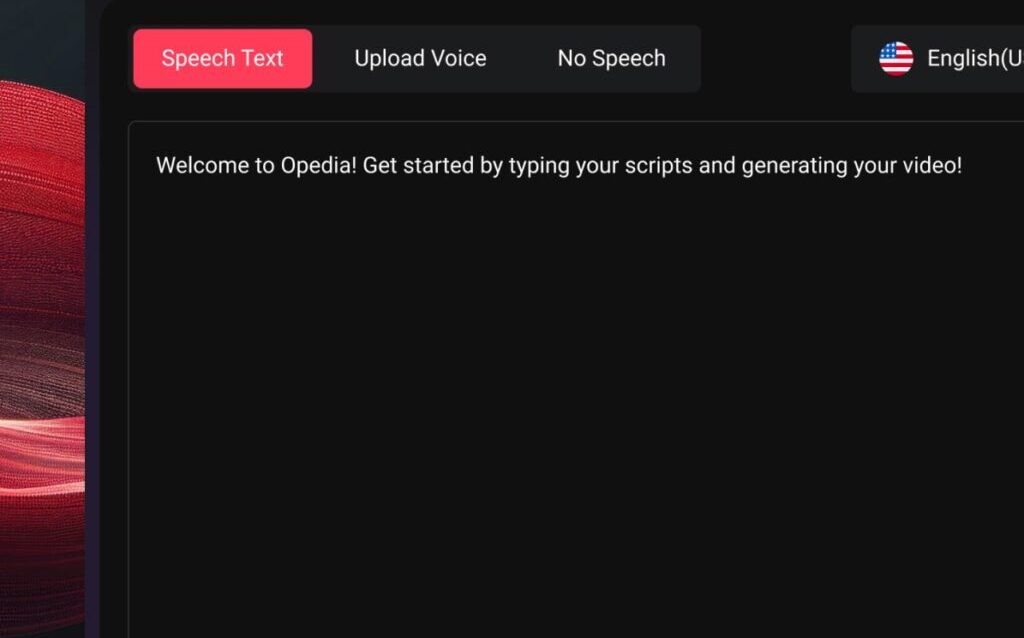 Speech Text Upload Voice No Speech English(U
Welcome to Opedia! Get started by typing your scripts and generating your video!